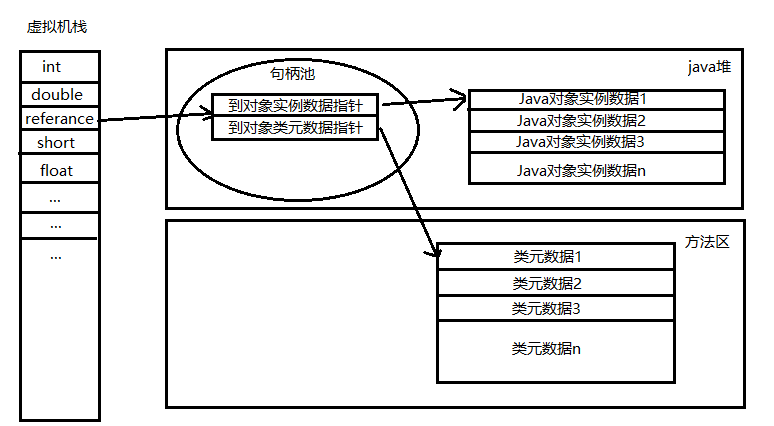 虚拟机栈
int
double
referance
short
float
...
...
...
java堆
句柄池
到对象实例数据指针
到对象类元数据指针
Java对象实例数据1
Java对象实例数据2
Java对象实例数据3
Java对象实例数据n
方法区
类元数据1
类元数据2
类元数据3
类元数据n